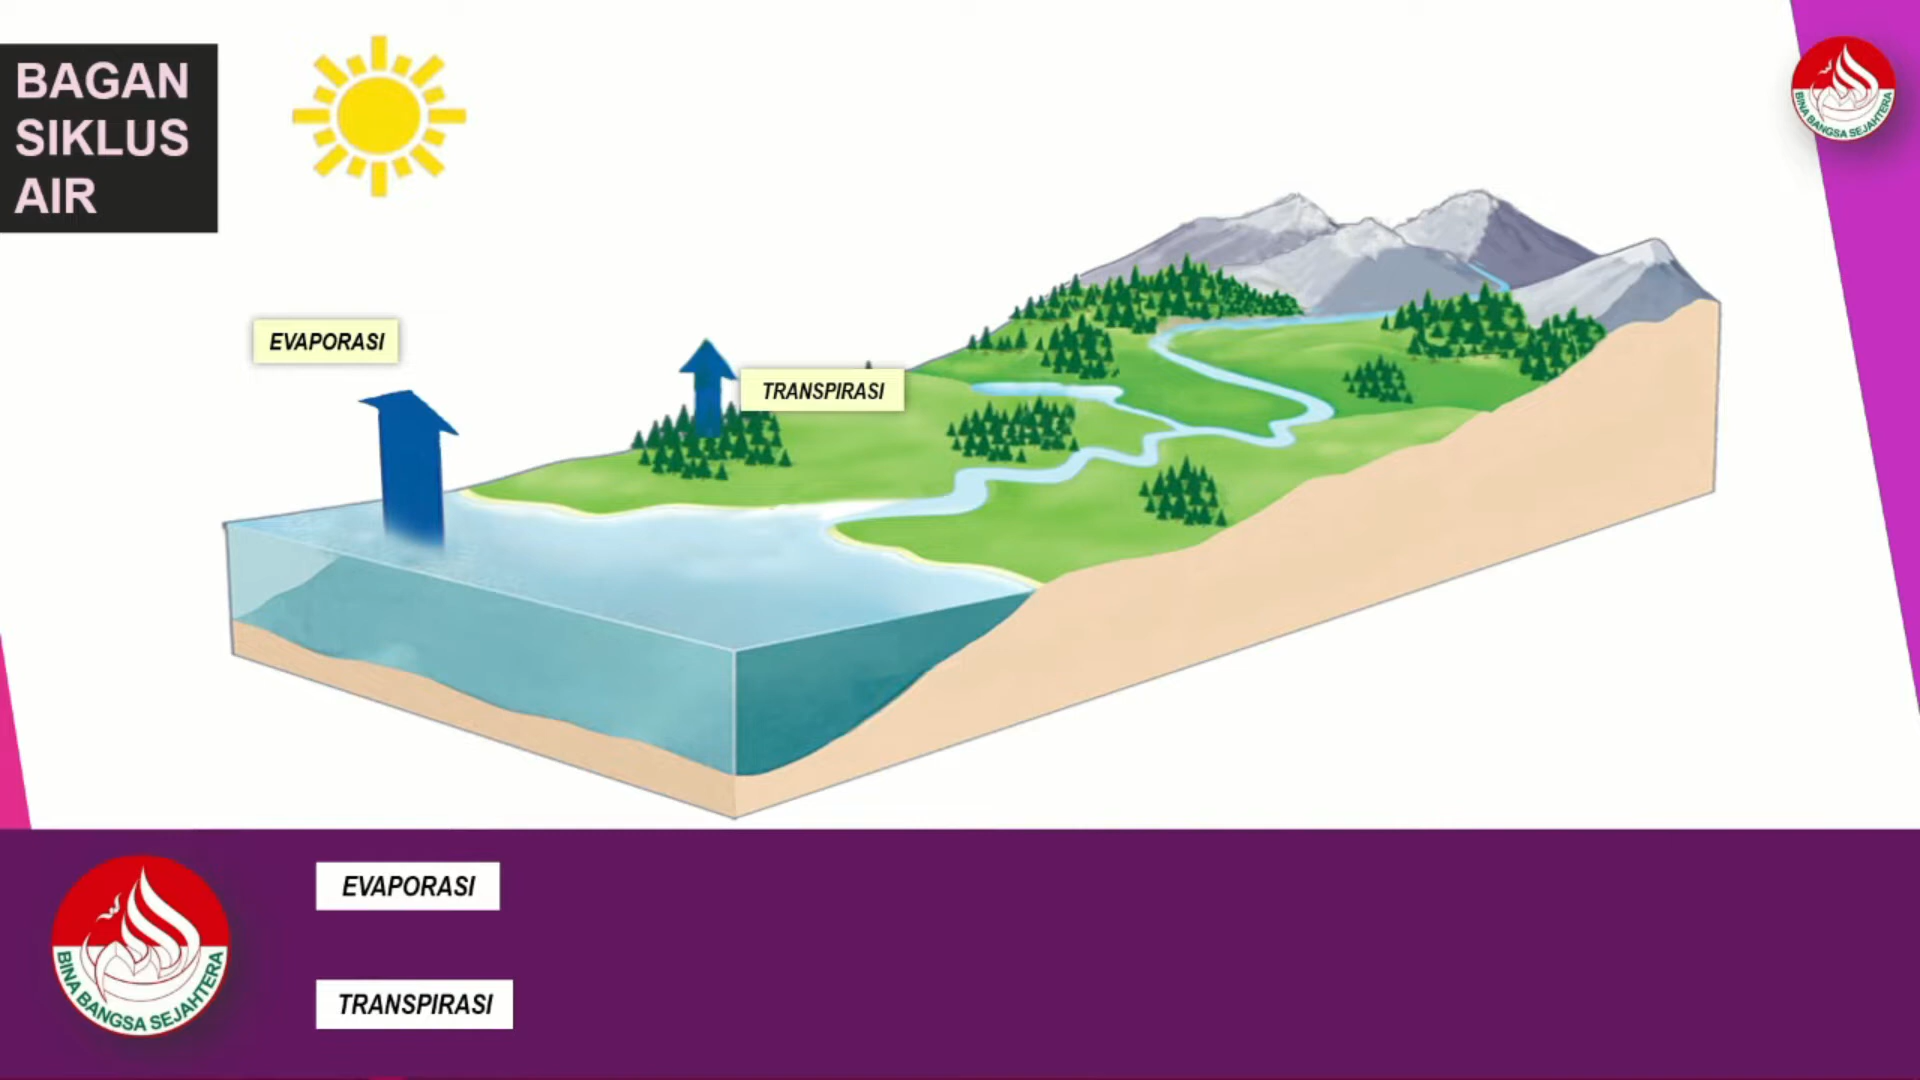 BAGAN
SIKLUS
AIR
BINA BANGSA SEJAHTERA
EVAPORASI
TRANSPIRASI
BINA BANGSA SEJAHTERA
EVAPORASI
TRANSPIRASI